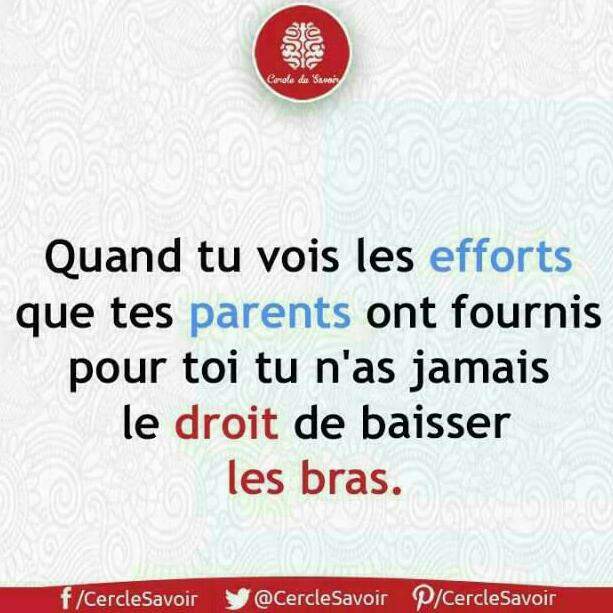 Cercle du Savoir
Quand tu vois les efforts
que tes parents ont fournis
pour toi tu n'as jamais
le droit de baisser
les bras.
f/CercleSavoir @CercleSavoir /CercleSavoir